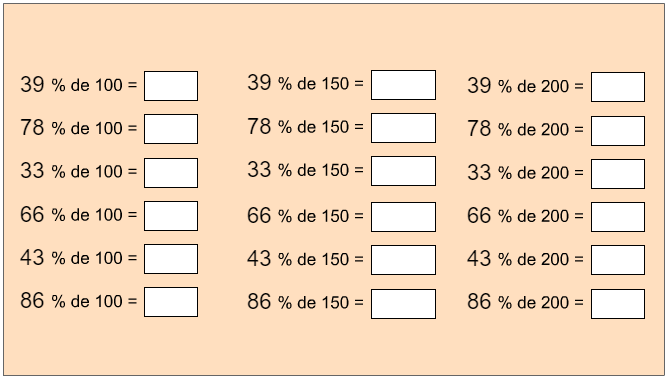 39 % de 100 =
78 % de 100 =
33 % de 100 =
66 % de 100 =
43 % de 100 =
86 % de 100 =
39 % de 150 =
78 % de 150 =
33 % de 150 =
66 % de 150 =
43 % de 150 =
86 % de 150 =
39 % de 200 =
78 % de 200 =
33 % de 200 =
66 % de 200 =
43 % de 200 =
86 % de 200 =